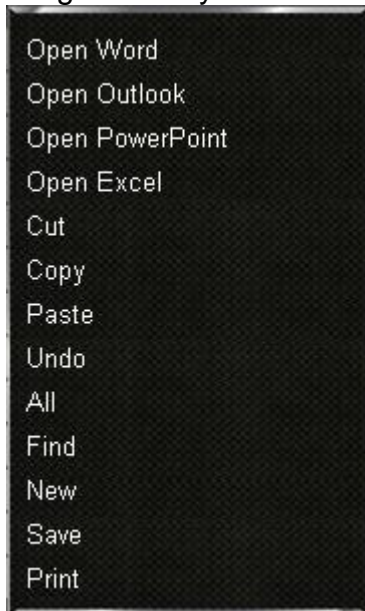 Open Word
Open Outlook
Open PowerPoint
Open Excel
Cut
Copy
Paste
Undo
All
Find
New
Save
Print